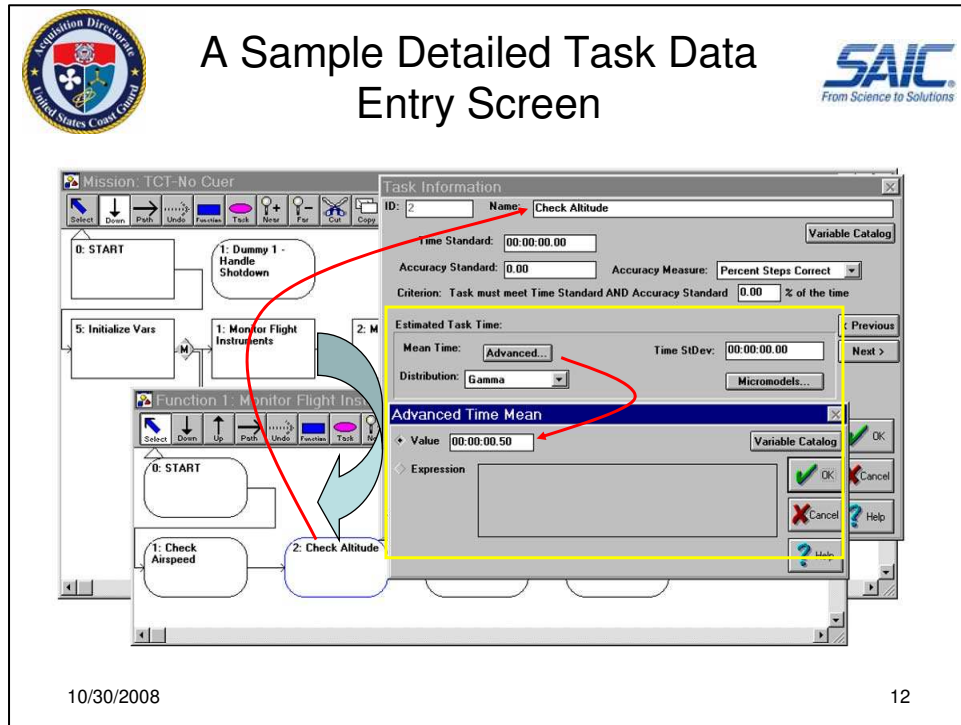 Acquisition Directorate
United States Coast Guard
A Sample Detailed Task Data
Entry Screen
SAIC
From Science to Solutions
Mission: TCT-No Cuer
Select Down Path Undo Function Task Near Far Cut Copy
0: START
1: Dummy 1 -
Handle
Shotdown
5: Initialize Vars
M
1: Monitor Flight
Instruments
2: M
Task Information
ID: 2 Name: Check Altitude
Variable Catalog
Time Standard: 00:00:00.00
Accuracy Standard: 0.00 Accuracy Measure: Percent Steps Correct
Criterion: Task must meet Time Standard AND Accuracy Standard 0.00 % of the time
Estimated Task Time:
< Previous
Mean Time: Advanced... Time StDev: 00:00:00.00
Next >
Distribution: Gamma
Micromodels...
OK
Cancel
Help
Advanced Time Mean
Value 00:00:00.50
Variable Catalog
Expression
OK
Cancel
Help
Function 1: Monitor Flight Inst
Select Down Up Path Undo Function Task
0: START
1: Check
Airspeed
2: Check Altitude
10/30/2008
12